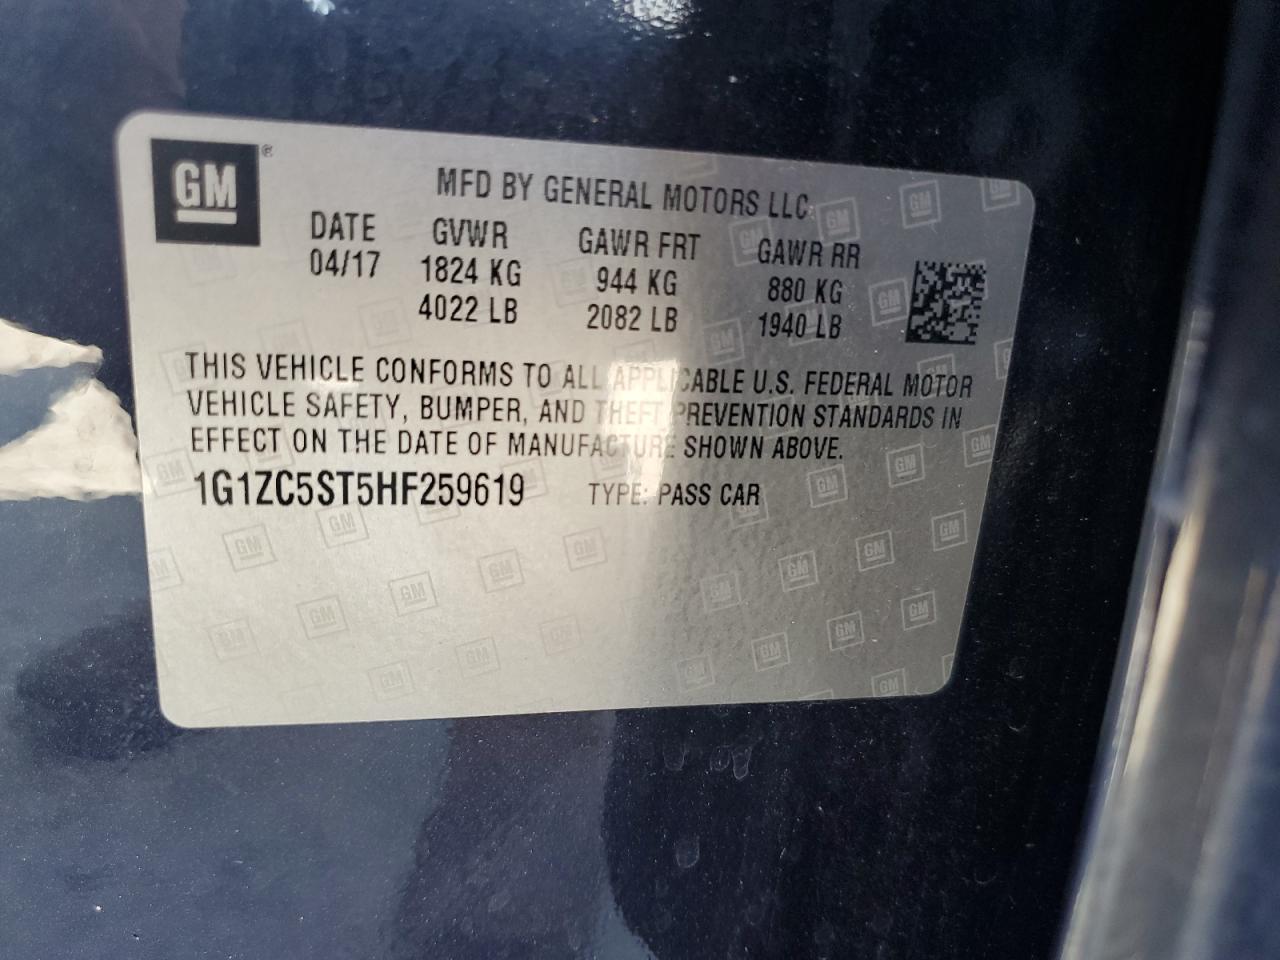 GM ®
MFD BY GENERAL MOTORS LLC
DATE GVWR GAWR FRT GAWR RR
04/17 1824 KG 944 KG 880 KG
4022 LB 2082 LB 1940 LB
THIS VEHICLE CONFORMS TO ALL APPLICABLE U.S. FEDERAL MOTOR
VEHICLE SAFETY, BUMPER, AND THEFT PREVENTION STANDARDS IN
EFFECT ON THE DATE OF MANUFACTURE SHOWN ABOVE.
1G1ZC5ST5HF259619 TYPE: PASS CAR